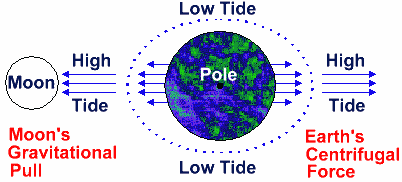 Low Tide
High
Moon
Tide
Pole
High
Tide
Moon's
Gravitational
Pull
Low Tide
Earth's
Centrifugal
Force